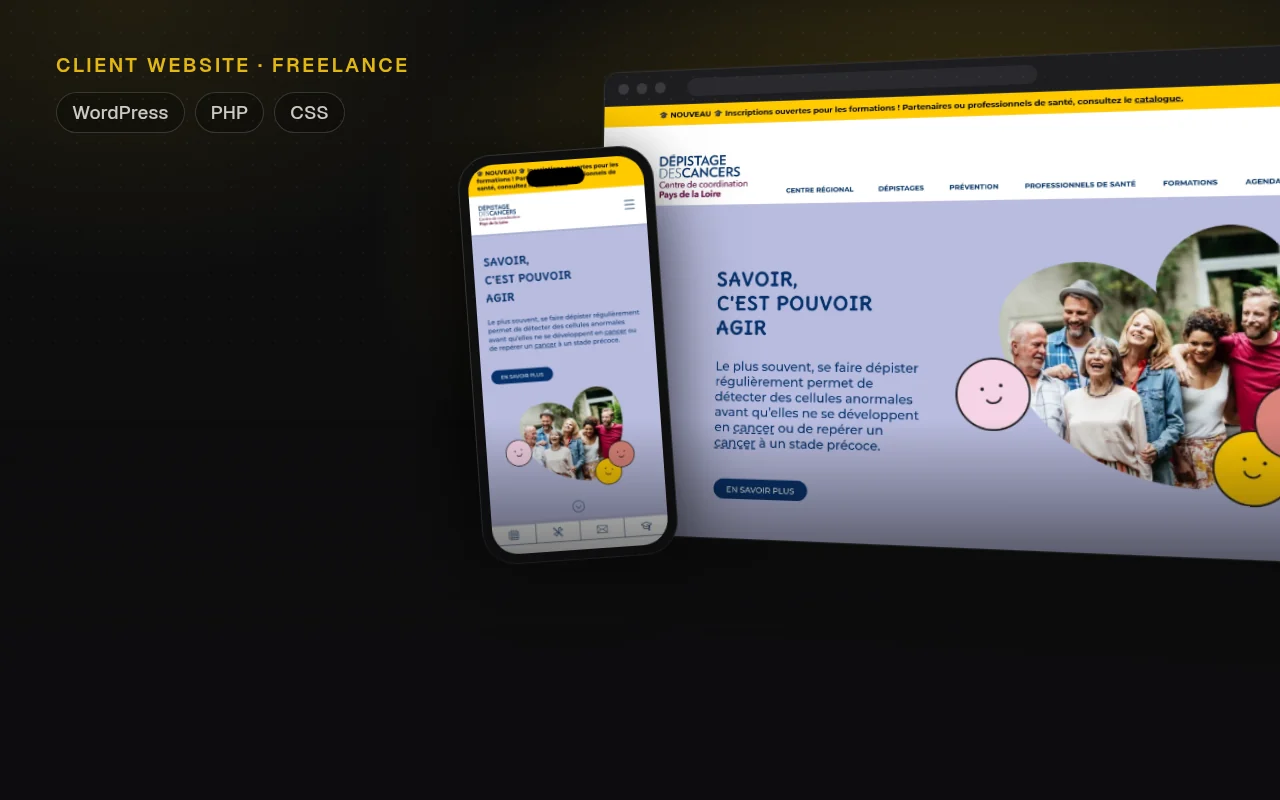 CLIENT WEBSITE · FREELANCE
WordPress
PHP
CSS
🎓 NOUVEAU 🎓 Inscriptions ouvertes pour les formations ! Partenaires ou professionnels de santé, consultez le catalogue.
DÉPISTAGE
DESCANCERS
Centre de coordination
Pays de la Loire
CENTRE RÉGIONAL
DÉPISTAGES
PRÉVENTION
PROFESSIONNELS DE SANTÉ
FORMATIONS
AGENDA
SAVOIR,
C'EST POUVOIR
AGIR
Le plus souvent, se faire dépister
régulièrement permet de
détecter des cellules anormales
avant qu'elles ne se développent
en cancer ou de repérer un
cancer à un stade précoce.
EN SAVOIR PLUS
🎓 NOUVEAU 🎓 Inscriptions ouvertes pour les
formations ! professionnels de
santé, consultez
DÉPISTAGE
DESCANCERS
Centre de coordination
Pays de la Loire
SAVOIR,
C'EST POUVOIR
AGIR
Le plus souvent, se faire dépister régulièrement
permet de détecter des cellules anormales
avant qu'elles ne se développent en cancer ou
de repérer un cancer à un stade précoce.
EN SAVOIR PLUS